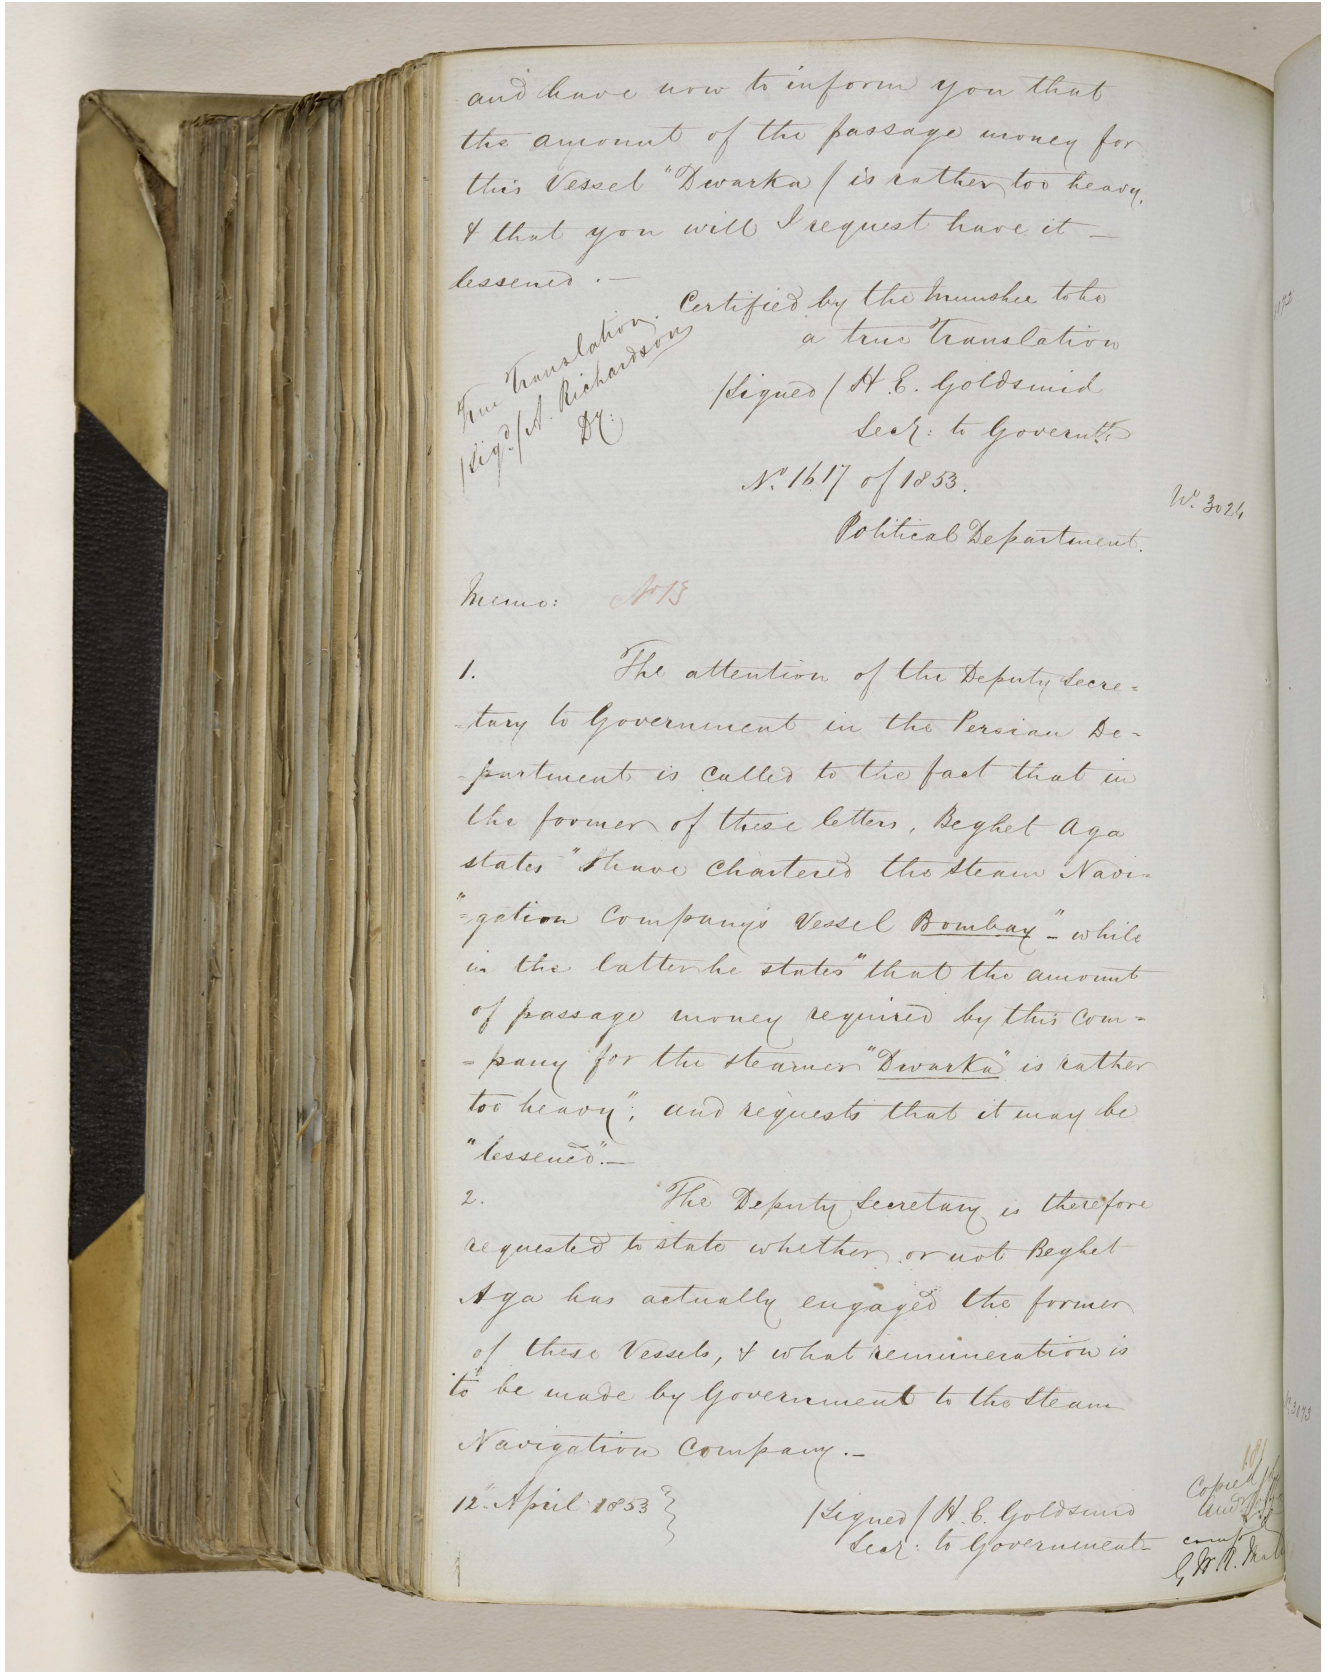 and have now to inform you that
the amount of the passage money for
this Vessel "Dwarka / is rather too heavy,
& that you will I request have it —
lessened . —
Certified by the Munshee to be
a true Translation
/Signed/ H. E. Goldsmid
Secy: to Governmt.
True Translation.
/Sigd./ A. Richardson
Dy:
No. 1617 of 1853.
Political Department.
No. 3024
Memo: No 13
1. The attention of the Deputy Secre=
=tary to Government in the Persian De=
=partment is called to the fact that in
the former of these letters, Beghet Aga
states "I have Chartered the Steam Navi=
"=gation Company's Vessel Bombay" – while
in the latter he states "that the amount
of passage money required by this Com=
=pany for the steamer "Dwarka" is rather
too heavy"; and requests that it may be
"lessened". —
2. The Deputy Secretary is therefore
requested to state whether or not Beghet
Aga has actually engaged the former
of these Vessels, & what remuneration is
to be made by Government to the Steam
Navigation Company. —
12" April 1853 }
/Signed/ H. E. Goldsmid
Secy: to Government
Copied
and
comp
G. W. R.